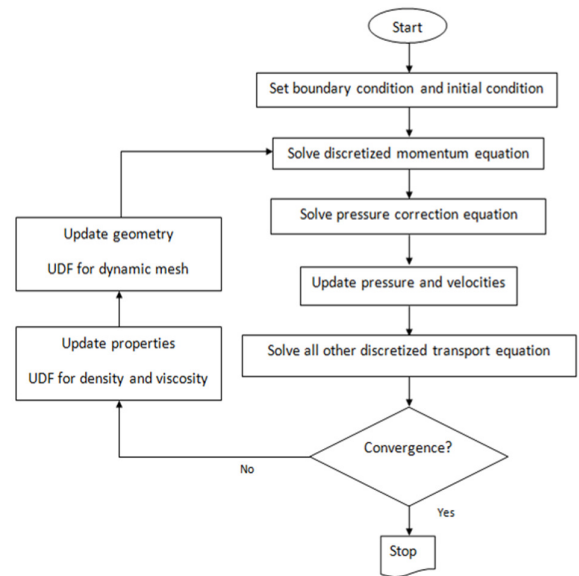 Start
Set boundary condition and initial condition
Solve discretized momentum equation
Solve pressure correction equation
Update pressure and velocities
Solve all other discretized transport equation
Convergence?
Yes
Stop
No
Update properties
UDF for density and viscosity
Update geometry
UDF for dynamic mesh